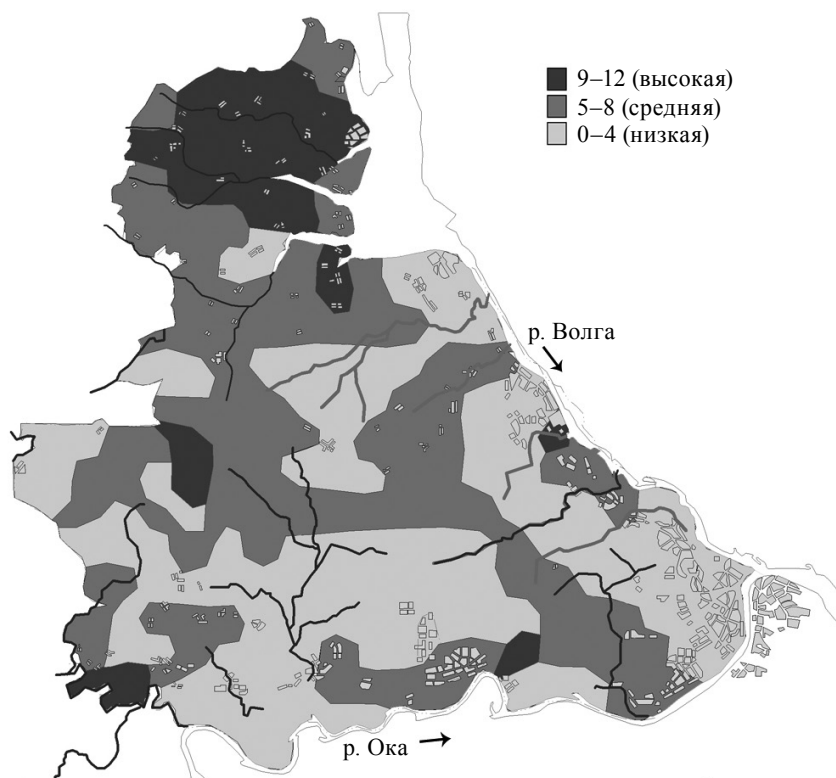 9–12 (высокая)
5–8 (средняя)
0–4 (низкая)
р. Волга
р. Ока